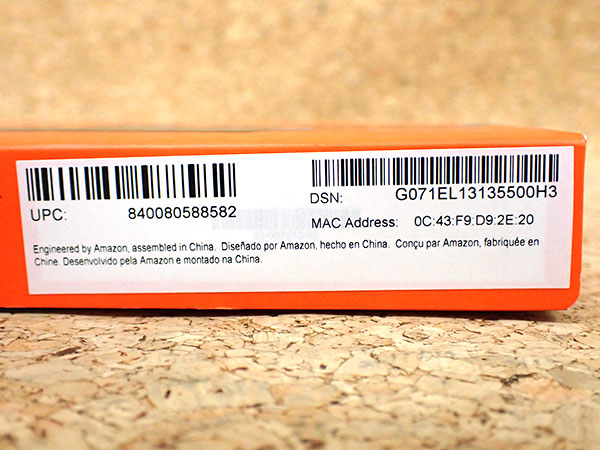 UPC: 840080588582
DSN: G071EL13135500H3
MAC Address: 0C:43:F9:D9:2E:20
Engineered by Amazon, assembled in China. Diseñado por Amazon, hecho en China. Conçu par Amazon, fabriquée en
Chine. Desenvolvido pela Amazon e montado na China.